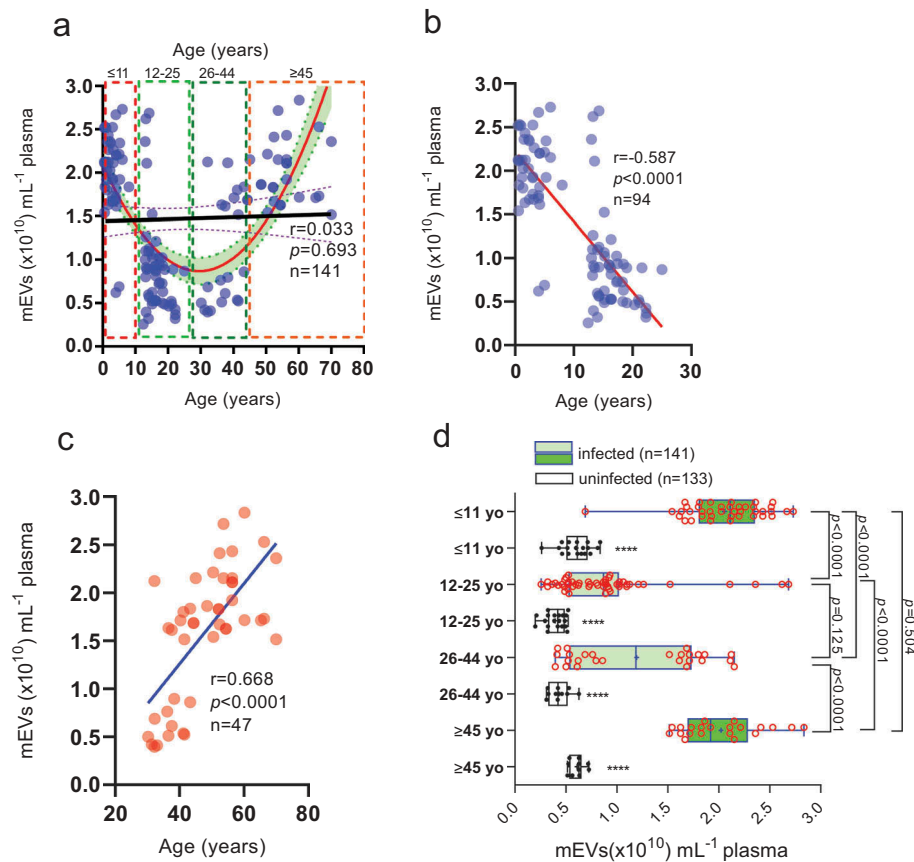 a
Age (years)
≤11 12-25 26-44 ≥45
mEVs (x10¹⁰) mL⁻¹ plasma
3.0
2.5
2.0
1.5
1.0
0.5
0.0
r=0.033
p=0.693
n=141
0 10 20 30 40 50 60 70 80
Age (years)
b
mEVs (x10¹⁰) mL⁻¹ plasma
3.0
2.5
2.0
1.5
1.0
0.5
0.0
r=-0.587
p<0.0001
n=94
0 10 20 30
Age (years)
c
mEVs (x10¹⁰) mL⁻¹ plasma
3.0
2.5
2.0
1.5
1.0
0.5
0.0
r=0.668
p<0.0001
n=47
20 40 60 80
Age (years)
d
infected (n=141)
uninfected (n=133)
≤11 yo
≤11 yo ****
12-25 yo
12-25 yo ****
26-44 yo
26-44 yo ****
≥45 yo
≥45 yo ****
p<0.0001
p<0.0001
p=0.125
p<0.0001
p<0.0001
p=0.504
0.0 0.5 1.0 1.5 2.0 2.5 3.0
mEVs(x10¹⁰) mL⁻¹ plasma